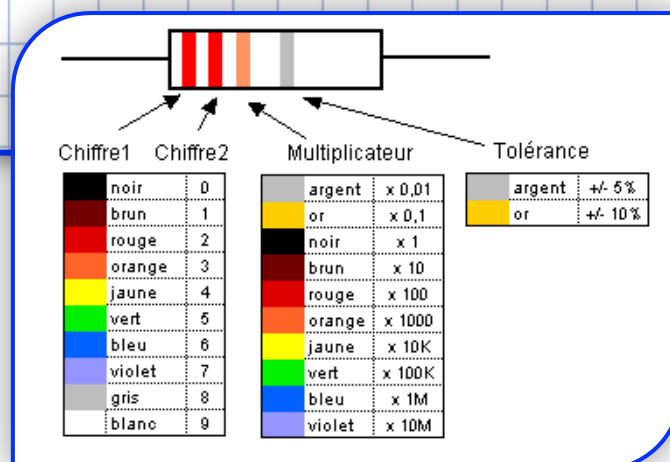 Chiffre1 Chiffre2 Multiplicateur Tolérance
noir 0
brun 1
rouge 2
orange 3
jaune 4
vert 5
bleu 6
violet 7
gris 8
blanc 9
argent x 0,01
or x 0,1
noir x 1
brun x 10
rouge x 100
orange x 1000
jaune x 10K
vert x 100K
bleu x 1M
violet x 10M
argent +/- 5%
or +/- 10%